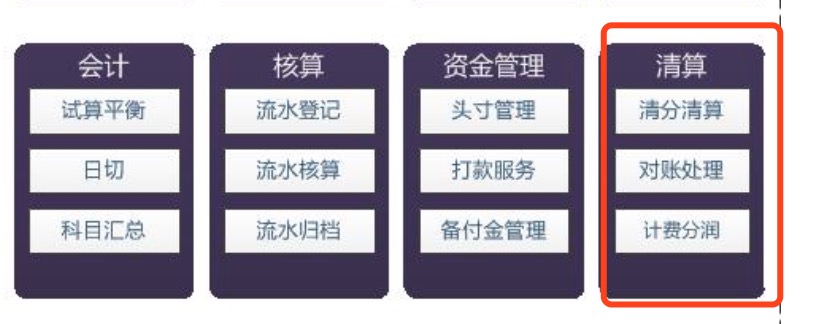 会计
试算平衡
日切
科目汇总
核算
流水登记
流水核算
流水归档
资金管理
头寸管理
打款服务
备付金管理
清算
清分清算
对账处理
计费分润